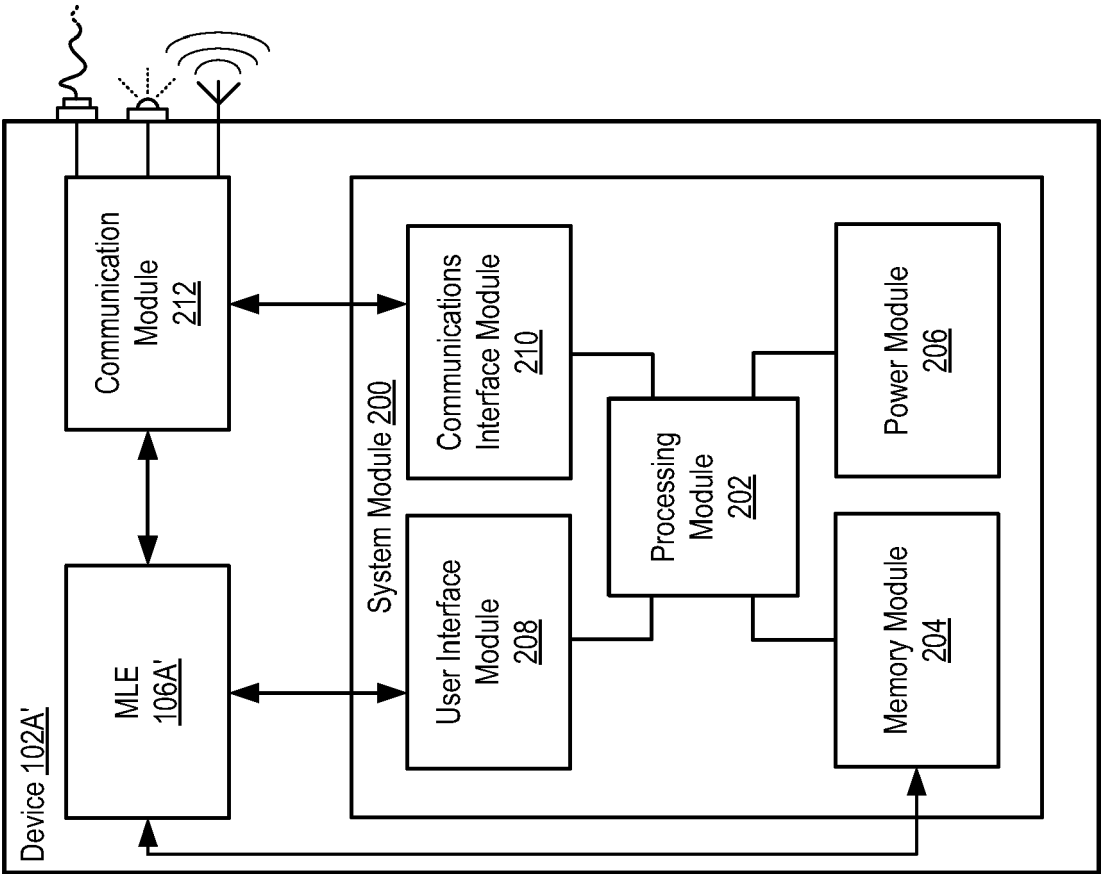 Device 102A'
System Module 200
User Interface
Module
208
Communications
Interface Module
210
Processing
Module
202
Memory Module
204
Power Module
206
MLE
106A'
Communication
Module
212